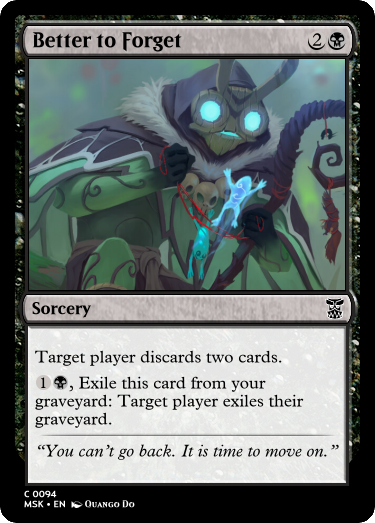 Better to Forget 2
Sorcery
Target player discards two cards.
1, Exile this card from your
graveyard: Target player exiles their
graveyard.
“You can't go back. It is time to move on.”
C 0094
MSK • EN Quango Do